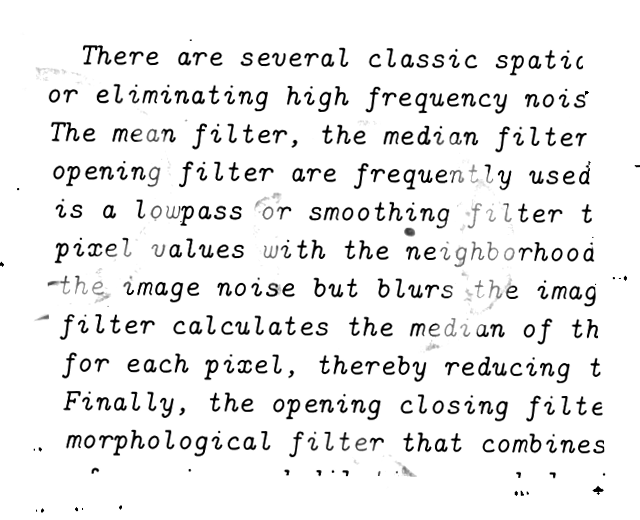 There are several classic spatic
or eliminating high frequency nois
The mean filter, the median filter
opening filter are frequently used
is a lowpass or smoothing filter t
pixel values with the neighborhood
the image noise but blurs the imag
filter calculates the median of th
for each pixel, thereby reducing t
Finally, the opening closing filte
morphological filter that combines